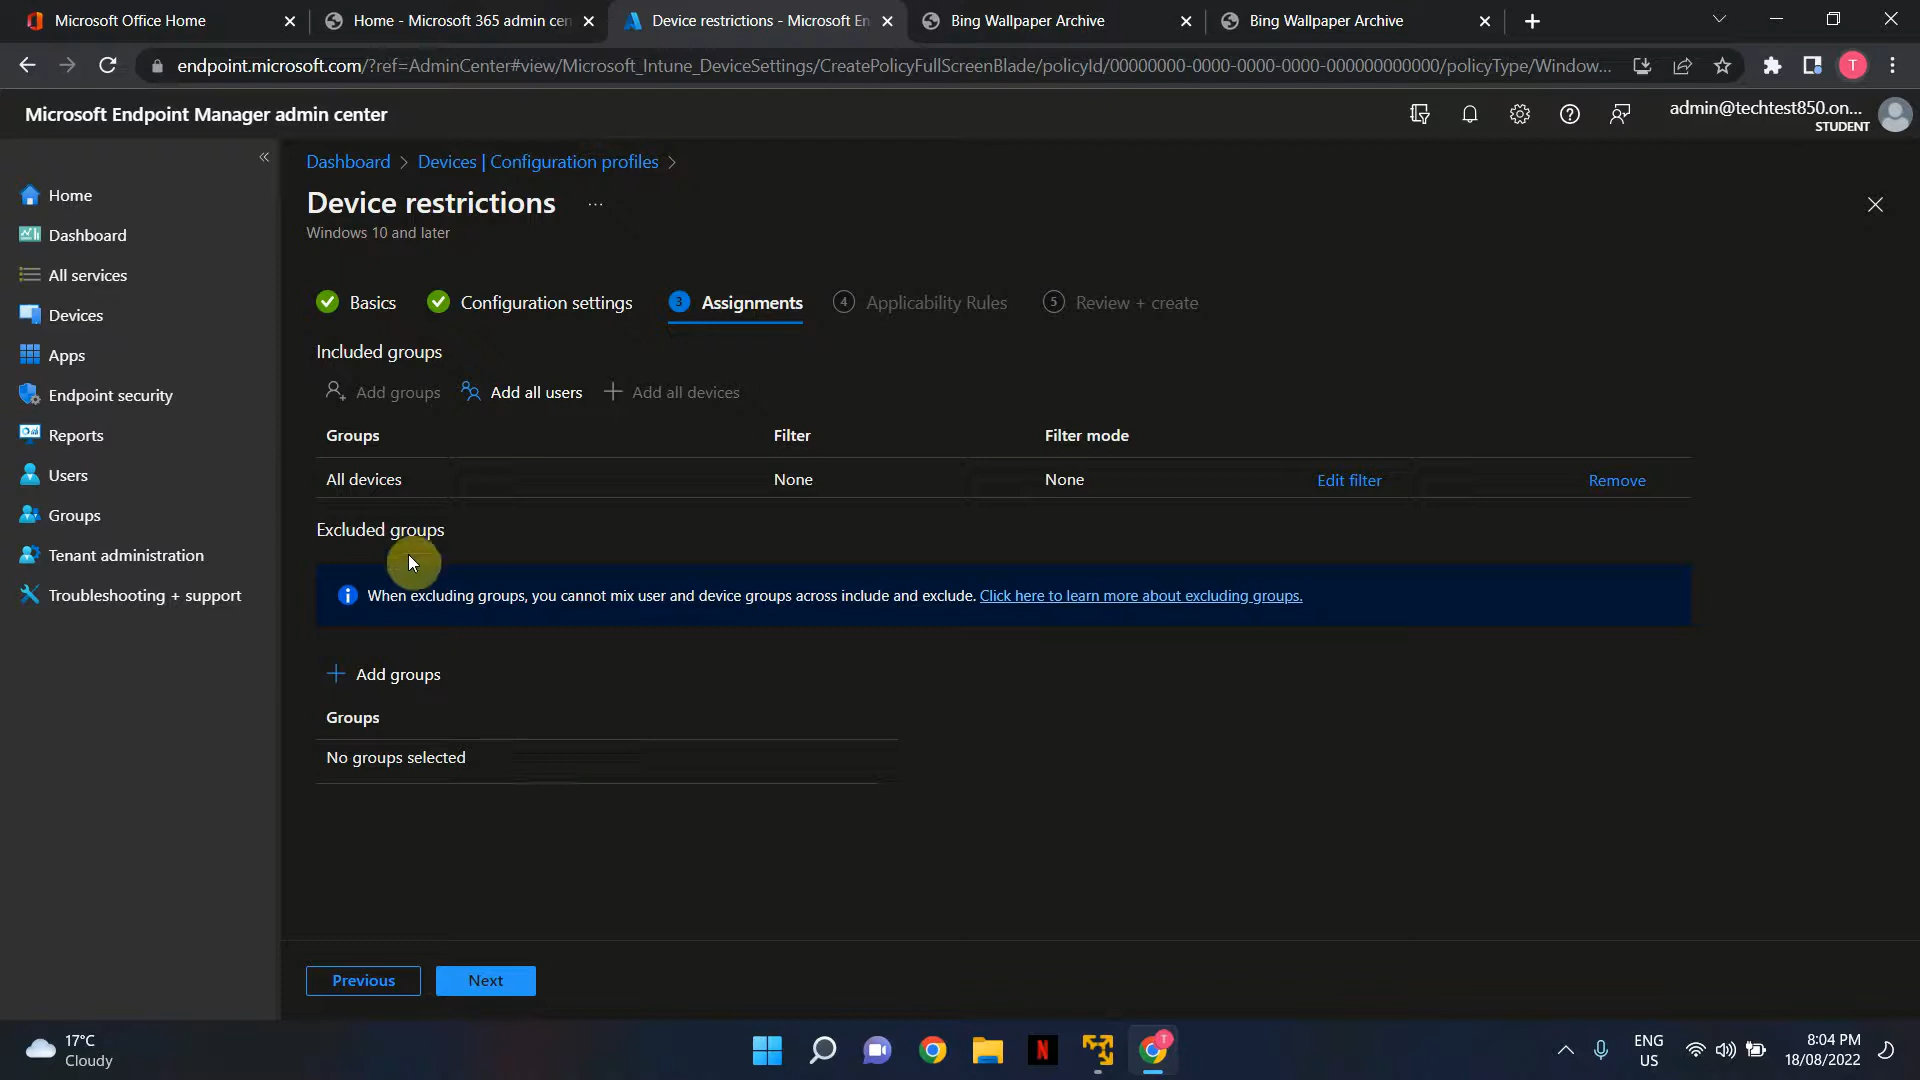 Microsoft Office Home
Home - Microsoft 365 admin cen
Device restrictions - Microsoft En
Bing Wallpaper Archive
Bing Wallpaper Archive
endpoint.microsoft.com/?ref=AdminCenter#view/Microsoft_Intune_DeviceSettings/CreatePolicyFullScreenBlade/policyId/00000000-0000-0000-0000-000000000000/policyType/Window...
T
Microsoft Endpoint Manager admin center
admin@techtest850.on...
STUDENT
Home
Dashboard
All services
Devices
Apps
Endpoint security
Reports
Users
Groups
Tenant administration
Troubleshooting + support
Dashboard > Devices | Configuration profiles >
Device restrictions ...
Windows 10 and later
Basics
Configuration settings
3 Assignments
4 Applicability Rules
5 Review + create
Included groups
Add groups
Add all users
Add all devices
Groups Filter Filter mode
All devices None None Edit filter Remove
Excluded groups
When excluding groups, you cannot mix user and device groups across include and exclude. Click here to learn more about excluding groups.
Add groups
Groups
No groups selected
Previous
Next
17°C
Cloudy
N
T
ENG
US
8:04 PM
18/08/2022